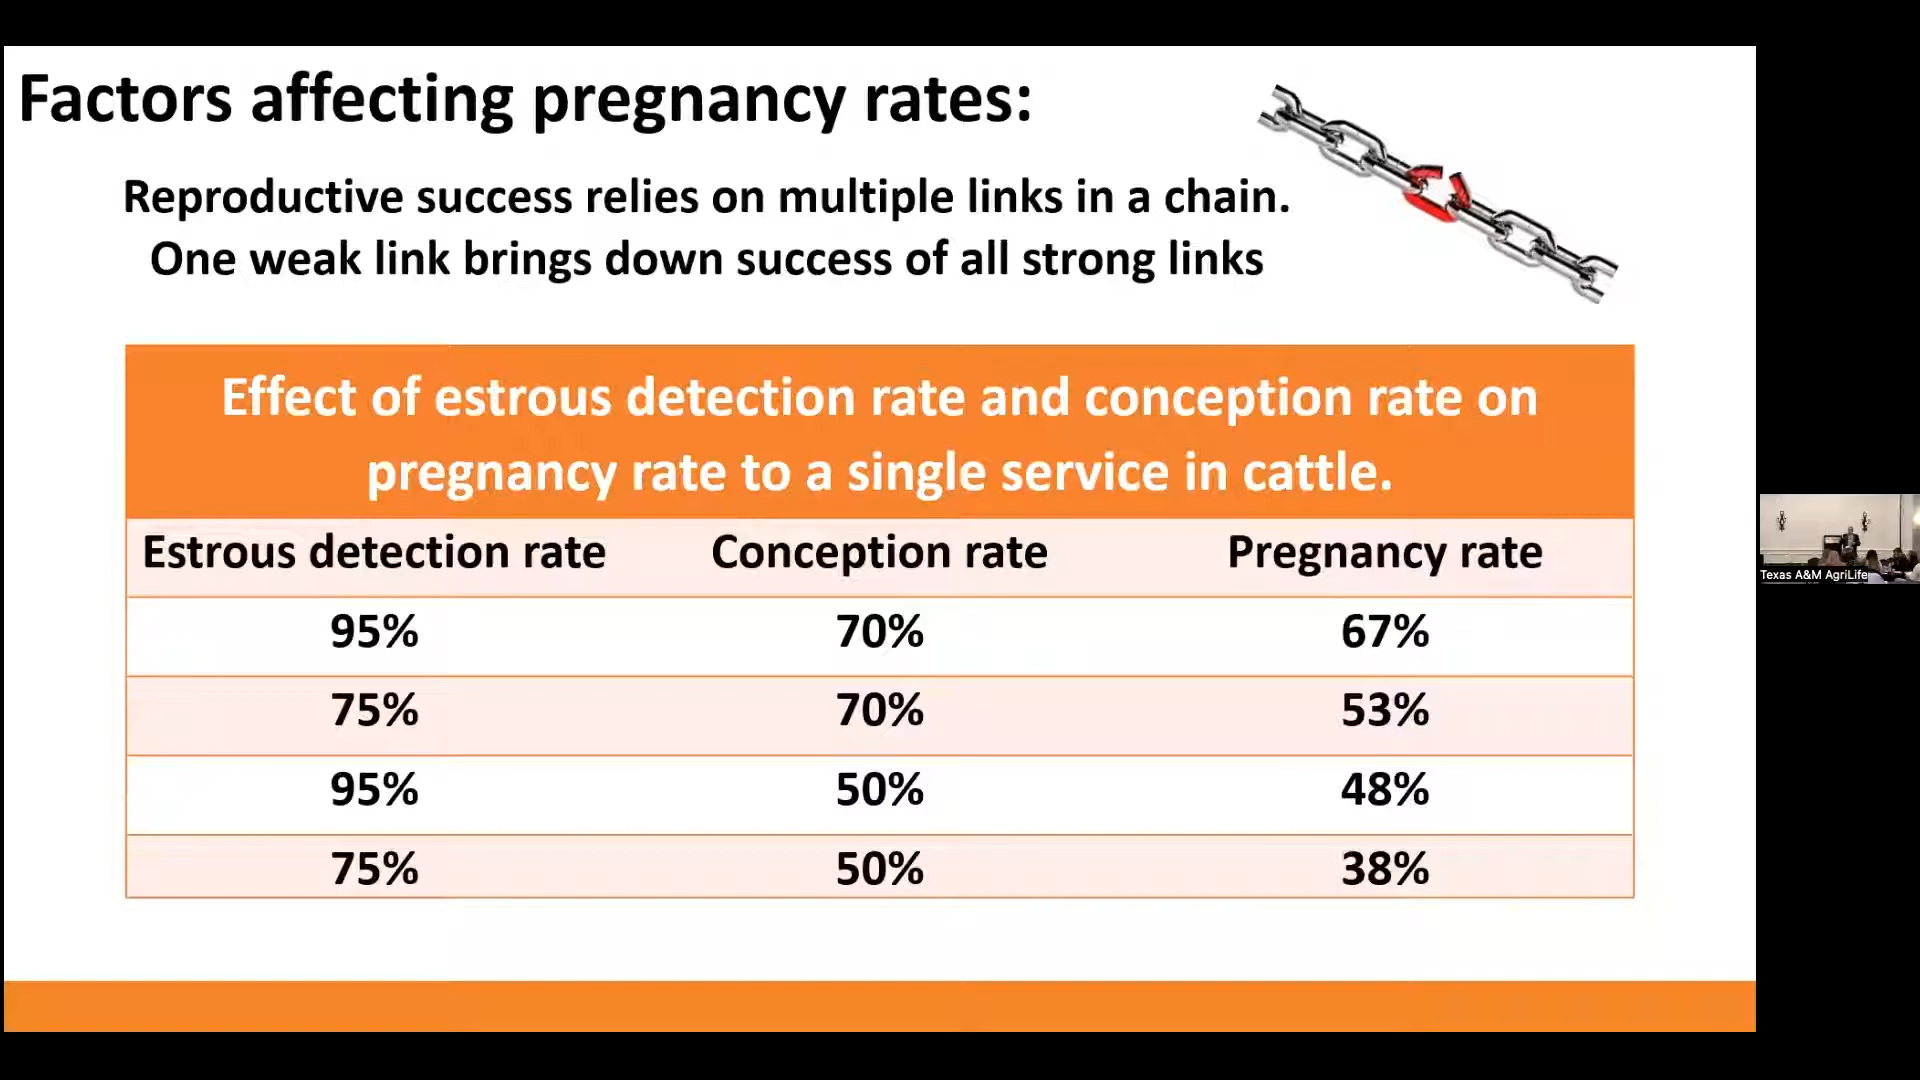 Factors affecting pregnancy rates:
Reproductive success relies on multiple links in a chain.
One weak link brings down success of all strong links
Effect of estrous detection rate and conception rate on
pregnancy rate to a single service in cattle.
Estrous detection rate Conception rate Pregnancy rate
95% 70% 67%
75% 70% 53%
95% 50% 48%
75% 50% 38%
Texas A&M AgriLife